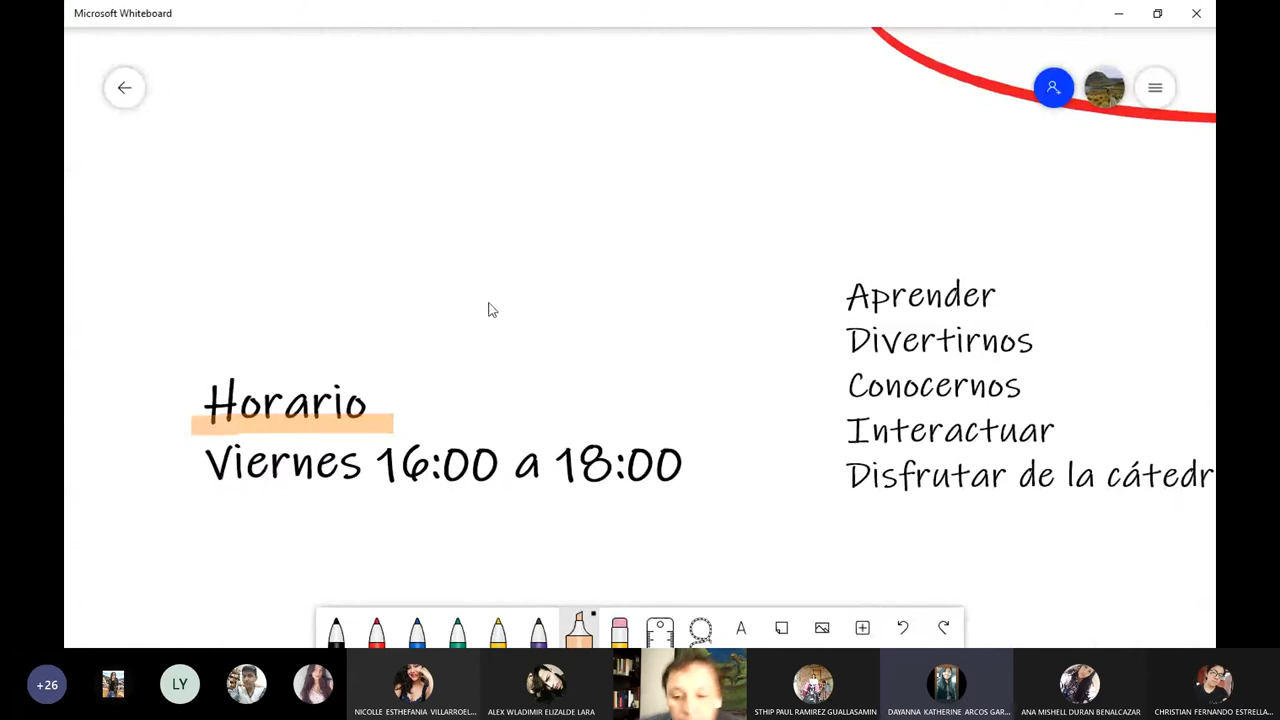 Microsoft Whiteboard
Aprender
Divertirnos
Conocernos
Interactuar
Disfrutar de la cátedr
Horario
Viernes 16:00 a 18:00
A
+26
LY
NICOLLE ESTHEFANIA VILLARROEL...
ALEX WLADIMIR ELIZALDE LARA
STHIP PAUL RAMIREZ GUALLASAMIN
DAYANNA KATHERINE ARCOS GAR...
ANA MISHELL DURAN BENALCAZAR
CHRISTIAN FERNANDO ESTRELLA...